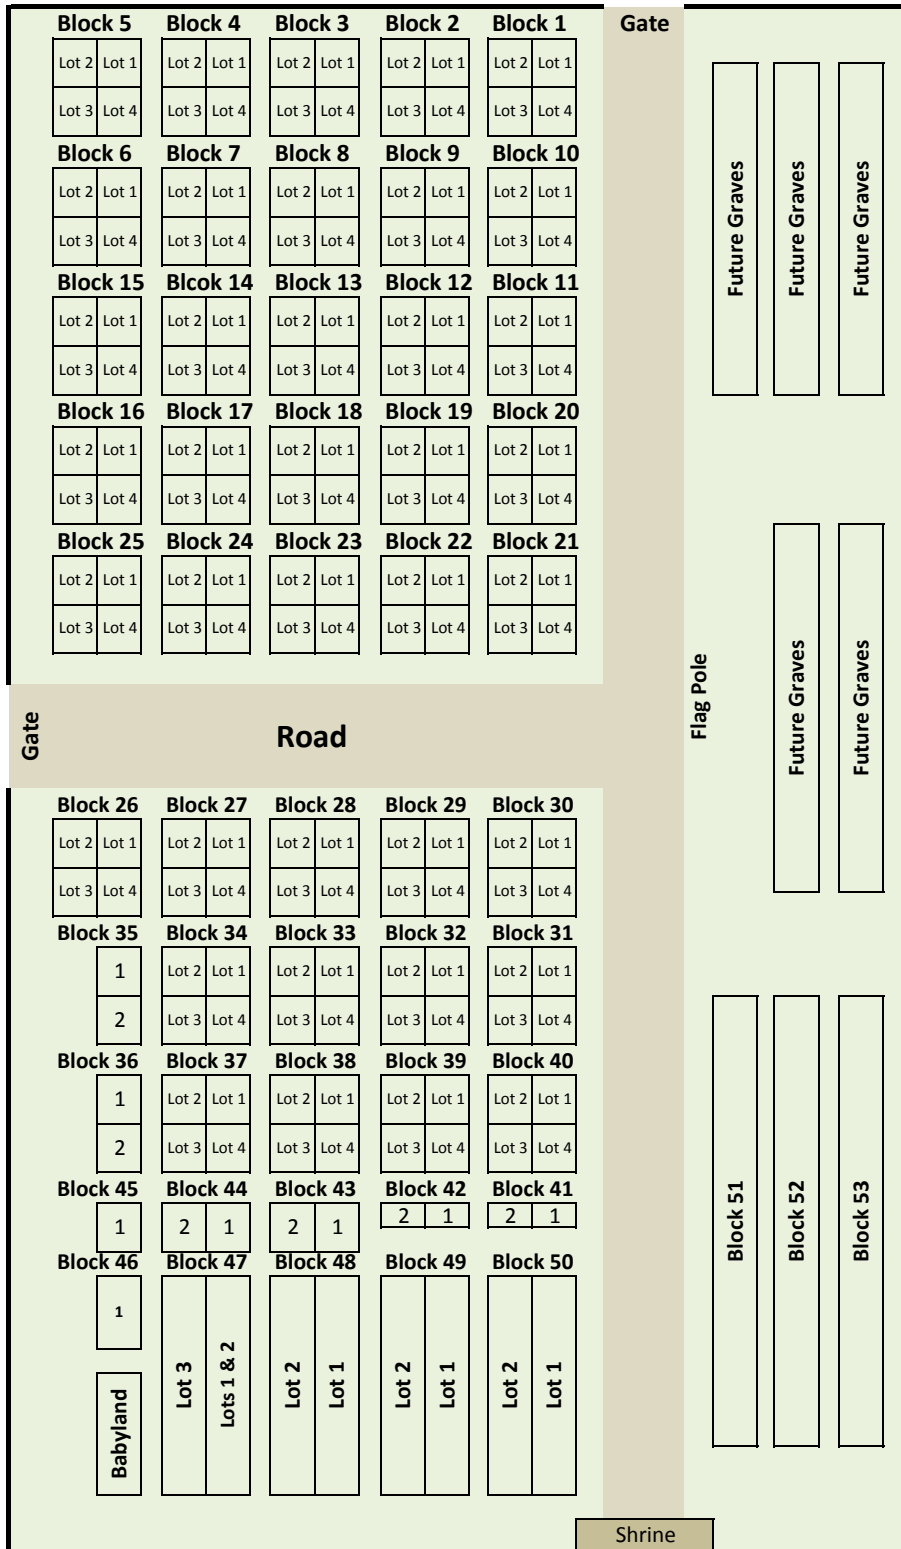 Block 5 Block 4 Block 3 Block 2 Block 1 Gate
Lot 2 Lot 1 Lot 2 Lot 1 Lot 2 Lot 1 Lot 2 Lot 1 Lot 2 Lot 1
Lot 3 Lot 4 Lot 3 Lot 4 Lot 3 Lot 4 Lot 3 Lot 4 Lot 3 Lot 4
Block 6 Block 7 Block 8 Block 9 Block 10
Lot 2 Lot 1 Lot 2 Lot 1 Lot 2 Lot 1 Lot 2 Lot 1 Lot 2 Lot 1
Lot 3 Lot 4 Lot 3 Lot 4 Lot 3 Lot 4 Lot 3 Lot 4 Lot 3 Lot 4
Future Graves
Future Graves
Future Graves
Block 15 Blcok 14 Block 13 Block 12 Block 11
Lot 2 Lot 1 Lot 2 Lot 1 Lot 2 Lot 1 Lot 2 Lot 1 Lot 2 Lot 1
Lot 3 Lot 4 Lot 3 Lot 4 Lot 3 Lot 4 Lot 3 Lot 4 Lot 3 Lot 4
Block 16 Block 17 Block 18 Block 19 Block 20
Lot 2 Lot 1 Lot 2 Lot 1 Lot 2 Lot 1 Lot 2 Lot 1 Lot 2 Lot 1
Lot 3 Lot 4 Lot 3 Lot 4 Lot 3 Lot 4 Lot 3 Lot 4 Lot 3 Lot 4
Block 25 Block 24 Block 23 Block 22 Block 21
Lot 2 Lot 1 Lot 2 Lot 1 Lot 2 Lot 1 Lot 2 Lot 1 Lot 2 Lot 1
Lot 3 Lot 4 Lot 3 Lot 4 Lot 3 Lot 4 Lot 3 Lot 4 Lot 3 Lot 4
Gate
Road
Flag Pole
Future Graves
Future Graves
Block 26 Block 27 Block 28 Block 29 Block 30
Lot 2 Lot 1 Lot 2 Lot 1 Lot 2 Lot 1 Lot 2 Lot 1 Lot 2 Lot 1
Lot 3 Lot 4 Lot 3 Lot 4 Lot 3 Lot 4 Lot 3 Lot 4 Lot 3 Lot 4
Block 35 Block 34 Block 33 Block 32 Block 31
1 Lot 2 Lot 1 Lot 2 Lot 1 Lot 2 Lot 1 Lot 2 Lot 1
2 Lot 3 Lot 4 Lot 3 Lot 4 Lot 3 Lot 4 Lot 3 Lot 4
Block 36 Block 37 Block 38 Block 39 Block 40
1 Lot 2 Lot 1 Lot 2 Lot 1 Lot 2 Lot 1 Lot 2 Lot 1
2 Lot 3 Lot 4 Lot 3 Lot 4 Lot 3 Lot 4 Lot 3 Lot 4
Block 45 Block 44 Block 43 Block 42 Block 41
1 2 1 2 1 2 1 2 1
Block 51
Block 52
Block 53
Block 46 Block 47 Block 48 Block 49 Block 50
1
Babyland
Lot 3
Lots 1 & 2
Lot 2
Lot 1
Lot 2
Lot 1
Lot 2
Lot 1
Shrine